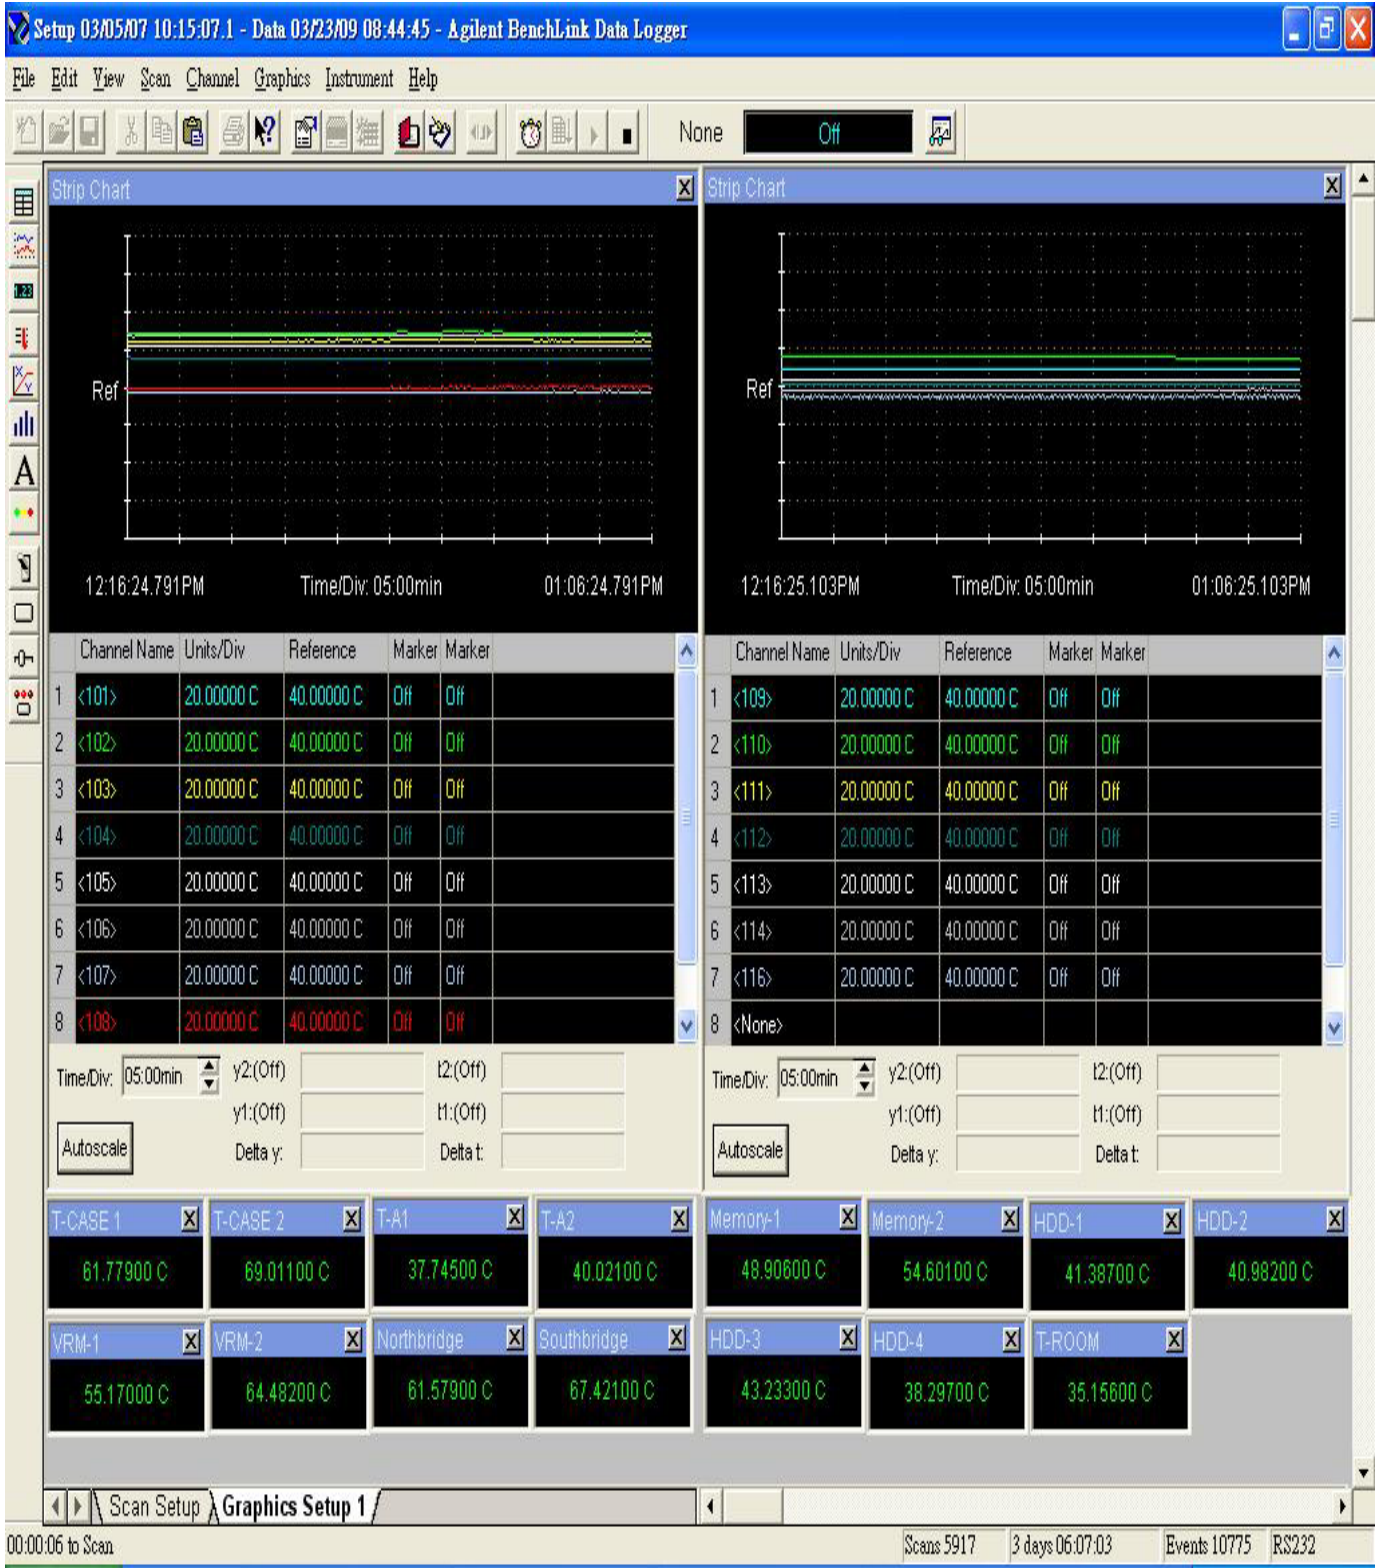 Setup 03/05/07 10:15:07.1 - Data 03/23/09 08:44:45 - Agilent BenchLink Data Logger
File Edit View Scan Channel Graphics Instrument Help
None Off
Strip Chart
Ref
12:16:24.791PM Time/Div: 05:00min 01:06:24.791PM
Channel Name Units/Div Reference Marker Marker
1 <101> 20.00000 C 40.00000 C Off Off
2 <102> 20.00000 C 40.00000 C Off Off
3 <103> 20.00000 C 40.00000 C Off Off
4 <104> 20.00000 C 40.00000 C Off Off
5 <105> 20.00000 C 40.00000 C Off Off
6 <106> 20.00000 C 40.00000 C Off Off
7 <107> 20.00000 C 40.00000 C Off Off
8 <108> 20.00000 C 40.00000 C Off Off
Time/Div: 05:00min y2:(Off) t2:(Off)
y1:(Off) t1:(Off)
Autoscale Delta y: Delta t:
Strip Chart
Ref
12:16:25.103PM Time/Div: 05:00min 01:06:25.103PM
Channel Name Units/Div Reference Marker Marker
1 <109> 20.00000 C 40.00000 C Off Off
2 <110> 20.00000 C 40.00000 C Off Off
3 <111> 20.00000 C 40.00000 C Off Off
4 <112> 20.00000 C 40.00000 C Off Off
5 <113> 20.00000 C 40.00000 C Off Off
6 <114> 20.00000 C 40.00000 C Off Off
7 <116> 20.00000 C 40.00000 C Off Off
8 <None>
Time/Div: 05:00min y2:(Off) t2:(Off)
y1:(Off) t1:(Off)
Autoscale Delta y: Delta t:
T-CASE 1 T-CASE 2 T-A1 T-A2 Memory-1 Memory-2 HDD-1 HDD-2
61.77900 C 69.01100 C 37.74500 C 40.02100 C 48.90600 C 54.60100 C 41.38700 C 40.98200 C
VRM-1 VRM-2 Northbridge Southbridge HDD-3 HDD-4 T-ROOM
55.17000 C 64.48200 C 61.57900 C 67.42100 C 43.23300 C 38.29700 C 35.15600 C
Scan Setup Graphics Setup 1
00:00:06 to Scan Scans 5917 3 days 06:07:03 Events 10775 RS232